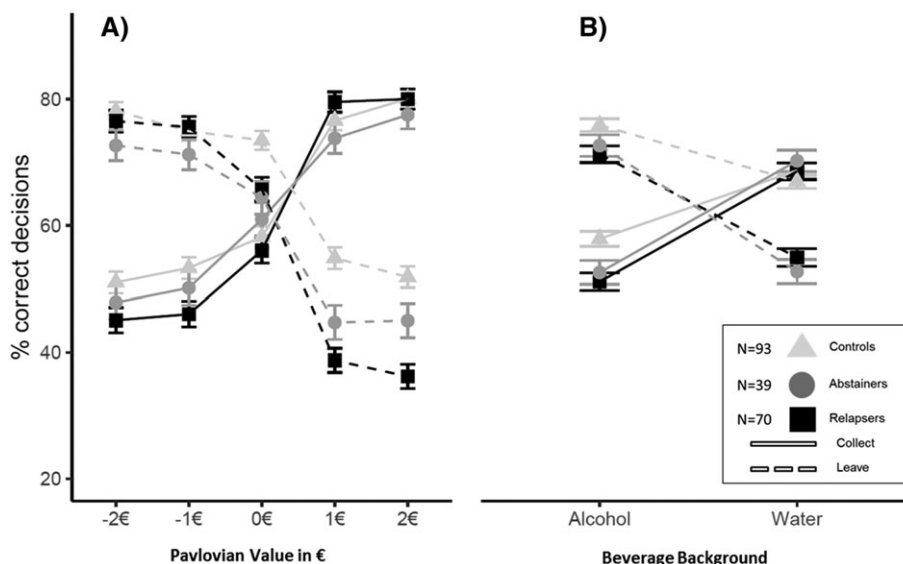 A)
B)
% correct decisions
80
60
40
20
-2€ -1€ 0€ 1€ 2€
Pavlovian Value in €
Alcohol Water
Beverage Background
N=93 Controls
N=39 Abstainers
N=70 Relapsers
Collect
Leave